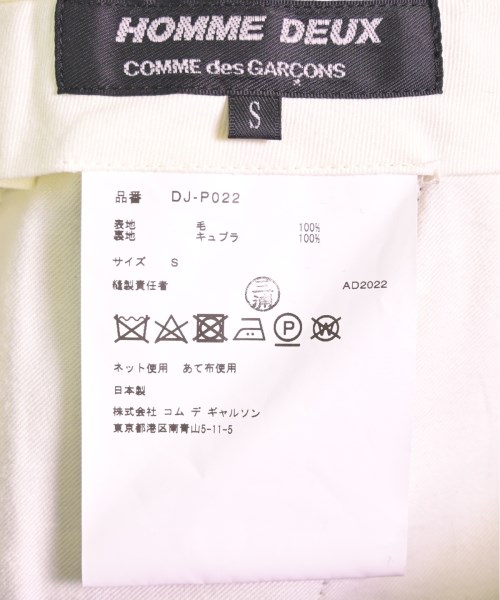 HOMME DEUX
COMME des GARÇONS
S
品番 DJ-P022
表地 毛 100%
裏地 キュプラ 100%
サイズ S
縫製責任者 三浦 AD2022
P W
ネット使用 あて布使用
日本製
株式会社 コム デ ギャルソン
東京都港区南青山5-11-5